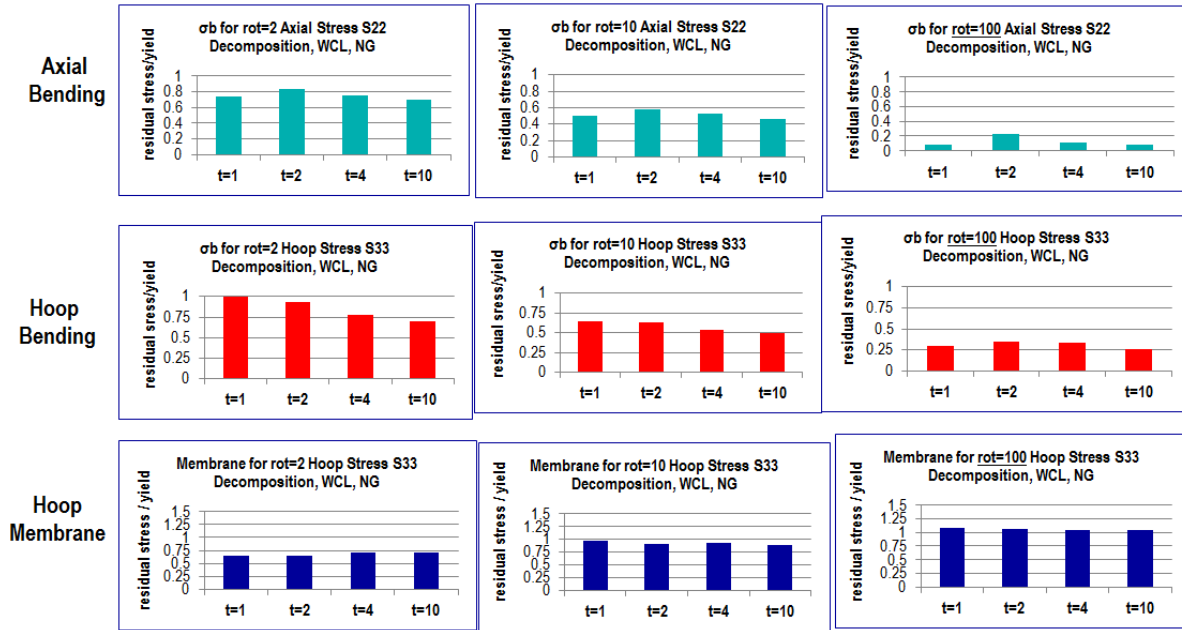 Axial
Bending
σb for rot=2 Axial Stress S22
Decomposition, WCL, NG
residual stress/yield
1
0.8
0.6
0.4
0.2
0
t=1 t=2 t=4 t=10
σb for rot=10 Axial Stress S22
Decomposition, WCL, NG
residual stress/yield
1
0.8
0.6
0.4
0.2
0
t=1 t=2 t=4 t=10
σb for rot=100 Axial Stress S22
Decomposition, WCL, NG
residual stress/yield
1
0.8
0.6
0.4
0.2
0
t=1 t=2 t=4 t=10
Hoop
Bending
σb for rot=2 Hoop Stress S33
Decomposition, WCL, NG
residual sress/yield
1
0.75
0.5
0.25
0
t=1 t=2 t=4 t=10
σb for rot=10 Hoop Stress S33
Decomposition, WCL, NG
residual sress/yield
1
0.75
0.5
0.25
0
t=1 t=2 t=4 t=10
σb for rot=100 Hoop Stress S33
Decomposition, WCL, NG
residual stress/yield
1
0.75
0.5
0.25
0
t=1 t=2 t=4 t=10
Hoop
Membrane
Membrane for rot=2 Hoop Stress S33
Decomposition, WCL, NG
residual stress / yield
1.5
1.25
1
0.75
0.5
0.25
0
t=1 t=2 t=4 t=10
Membrane for rot=10 Hoop Stress S33
Decomposition, WCL, NG
residual stress / yield
1.5
1.25
1
0.75
0.5
0.25
0
t=1 t=2 t=4 t=10
Membrane for rot=100 Hoop Stress S33
Decomposition, WCL, NG
residual stress / yield
1.5
1.25
1
0.75
0.5
0.25
0
t=1 t=2 t=4 t=10